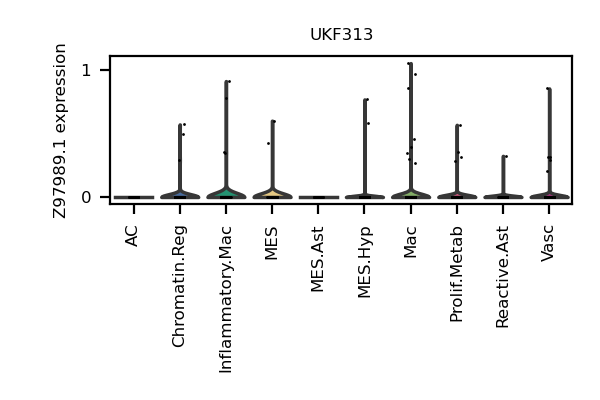 UKF313
Z97989.1 expression
1
0
AC
Chromatin.Reg
Inflammatory.Mac
MES
MES.Ast
MES.Hyp
Mac
Prolif.Metab
Reactive.Ast
Vasc